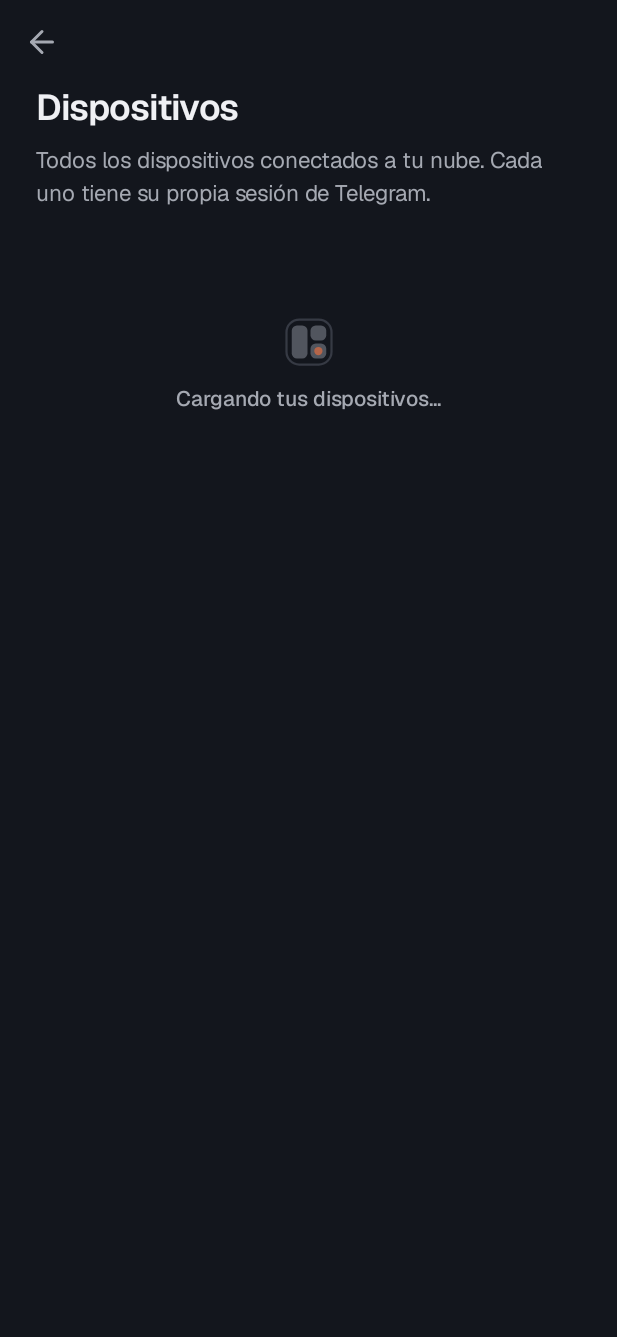 Dispositivos
Todos los dispositivos conectados a tu nube. Cada
uno tiene su propia sesión de Telegram.
Cargando tus dispositivos...